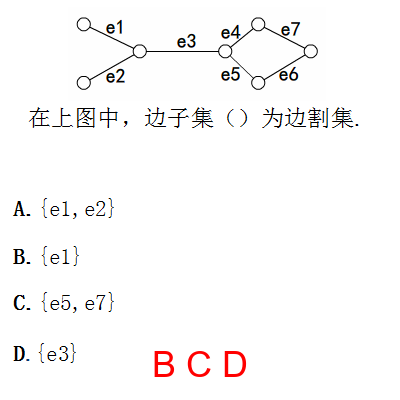 e1 e4 e7
e3
e2 e5 e6
在上图中，边子集（）为边割集.
A. {e1,e2}
B. {e1}
C. {e5,e7}
D. {e3}
B C D